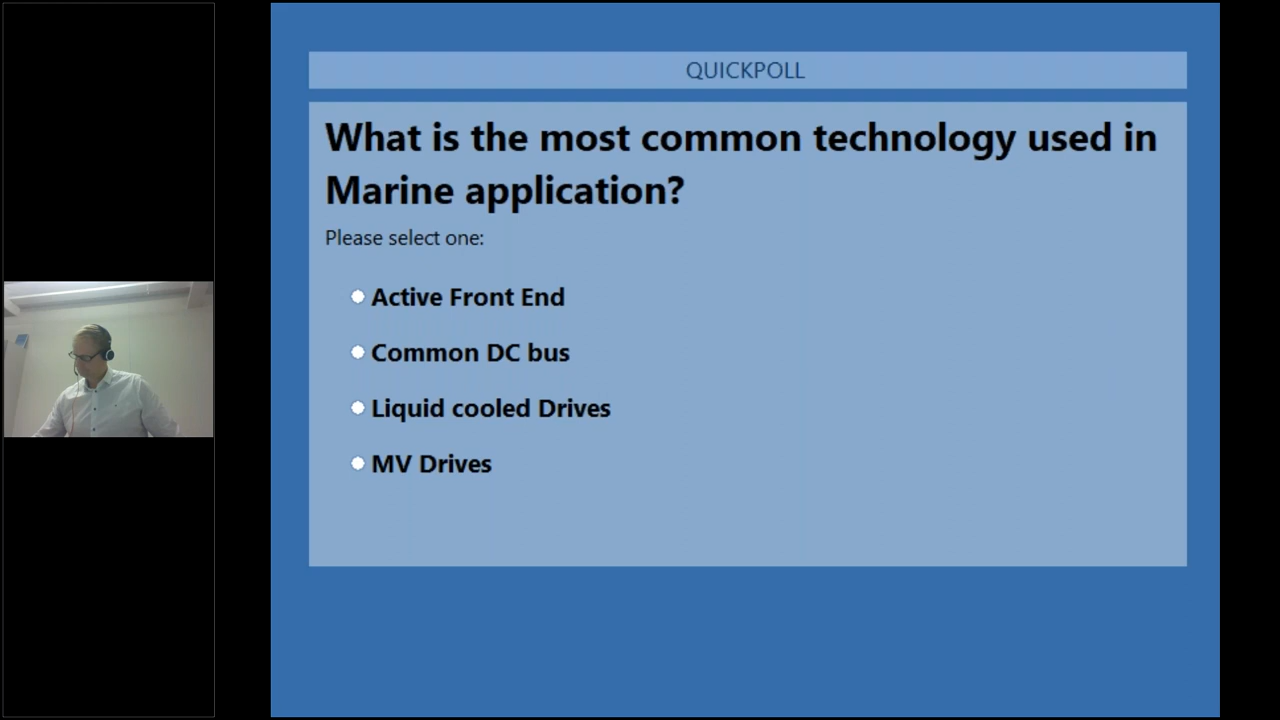 QUICKPOLL
What is the most common technology used in
Marine application?
Please select one:
Active Front End
Common DC bus
Liquid cooled Drives
MV Drives